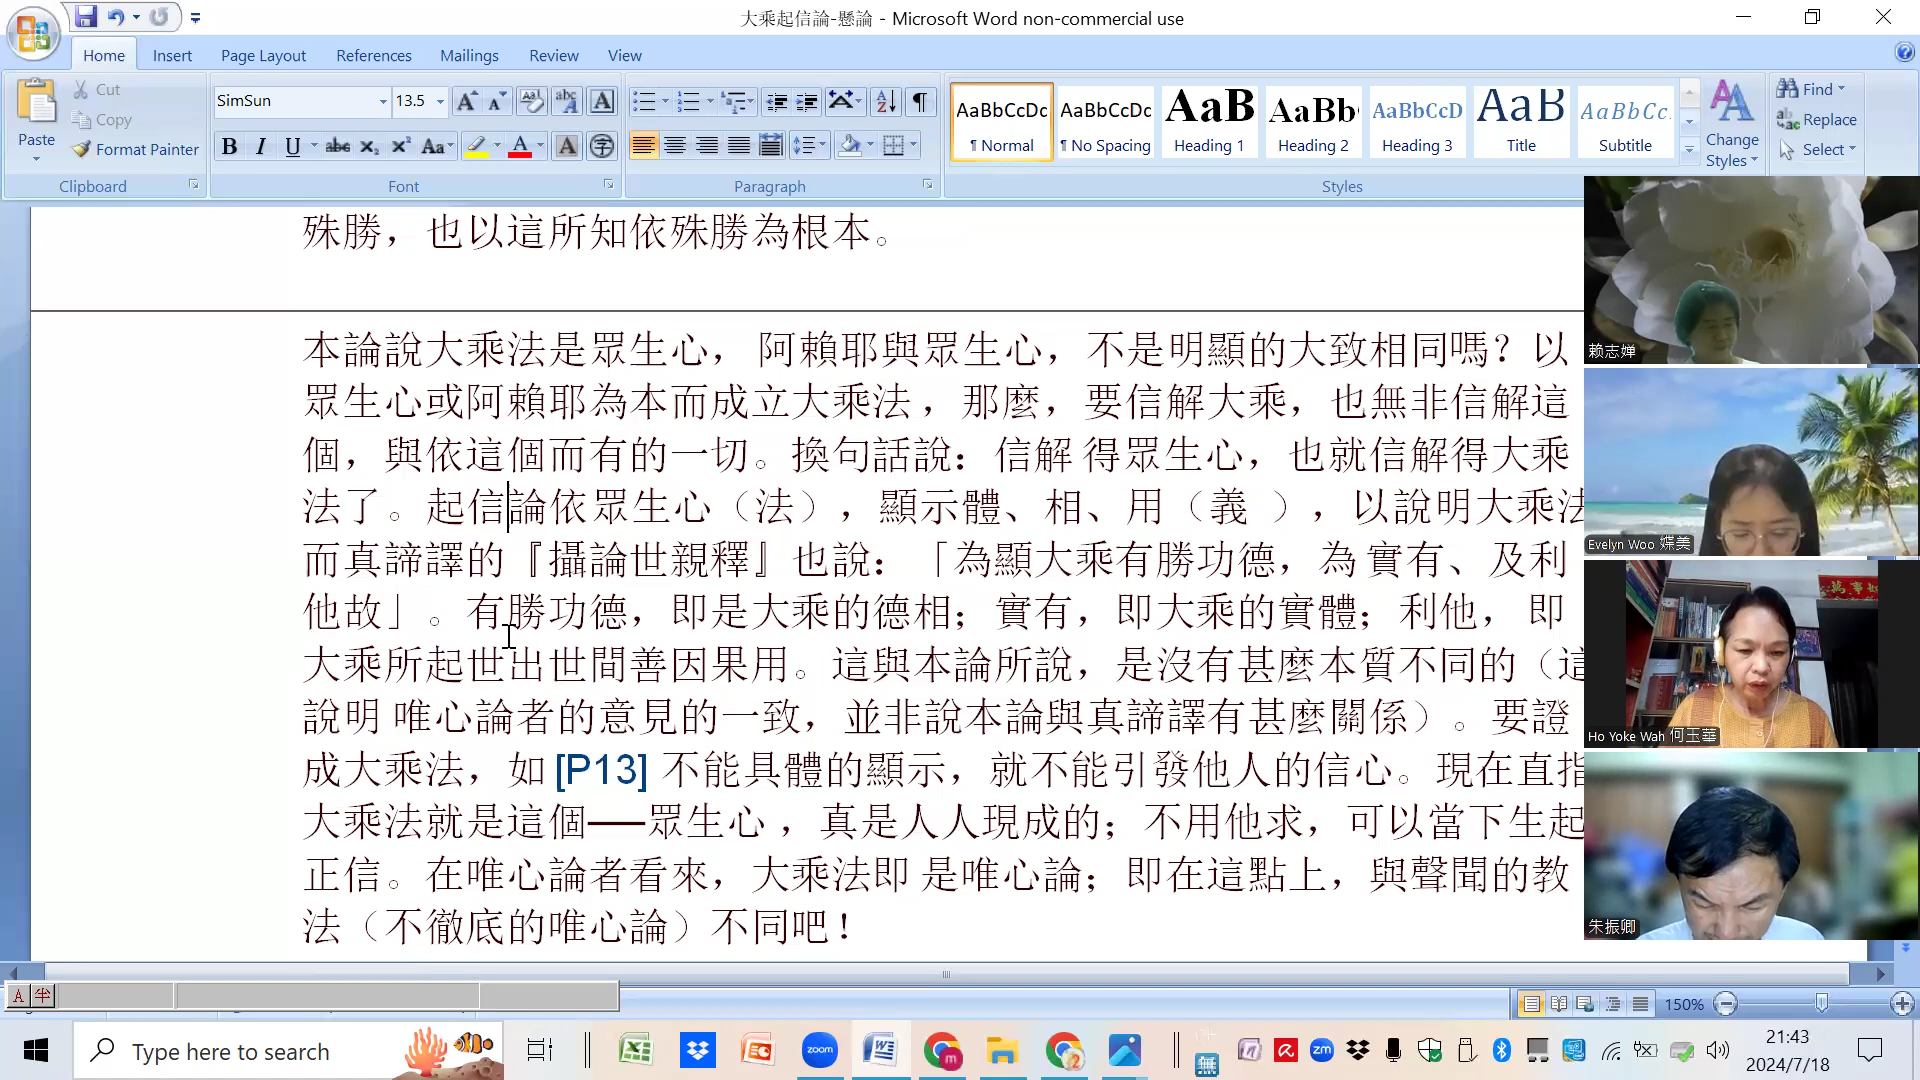 大乘起信論-懸論 - Microsoft Word non-commercial use
Home Insert Page Layout References Mailings Review View
Paste
Cut
Copy
Format Painter
Clipboard
SimSun 13.5
Font
Paragraph
AaBbCcDc AaBbCcDc AaB AaBb AaBbCcD AaB AaBbCc.
¶ Normal ¶ No Spacing Heading 1 Heading 2 Heading 3 Title Subtitle
Styles
Change Styles
Find
Replace
Select
殊勝，也以這所知依殊勝為根本。
本論說大乘法是眾生心，阿賴耶與眾生心，不是明顯的大致相同嗎？以
眾生心或阿賴耶為本而成立大乘法，那麼，要信解大乘，也無非信解這
個，與依這個而有的一切。換句話說：信解 得眾生心，也就信解得大乘
法了。起信論依眾生心（法），顯示體、相、用（義 ），以說明大乘法
而真諦譯的『攝論世親釋』也說：「為顯大乘有勝功德，為 實有、及利
他故」。有勝功德，即是大乘的德相；實有，即大乘的實體；利他，即
大乘所起世出世間善因果用。這與本論所說，是沒有甚麼本質不同的（這
說明 唯心論者的意見的一致，並非說本論與真諦譯有甚麼關係）。要證
成大乘法，如 [P13] 不能具體的顯示，就不能引發他人的信心。現在直指
大乘法就是這個──眾生心 ，真是人人現成的；不用他求，可以當下生起
正信。在唯心論者看來，大乘法即 是唯心論；即在這點上，與聲聞的教
法（不徹底的唯心論）不同吧！
赖志婵
Evelyn Woo 媒美
Ho Yoke Wah 何玉華
朱振卿
150%
Type here to search
zoom
zm
21:43
2024/7/18